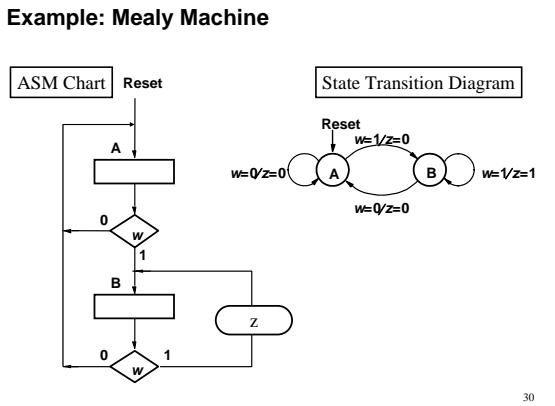 Example: Mealy Machine
ASM Chart
Reset
A
0
w
1
B
z
0
1
w
State Transition Diagram
Reset
w=1/z=0
w=0/z=0
A
B
w=1/z=1
w=0/z=0
30